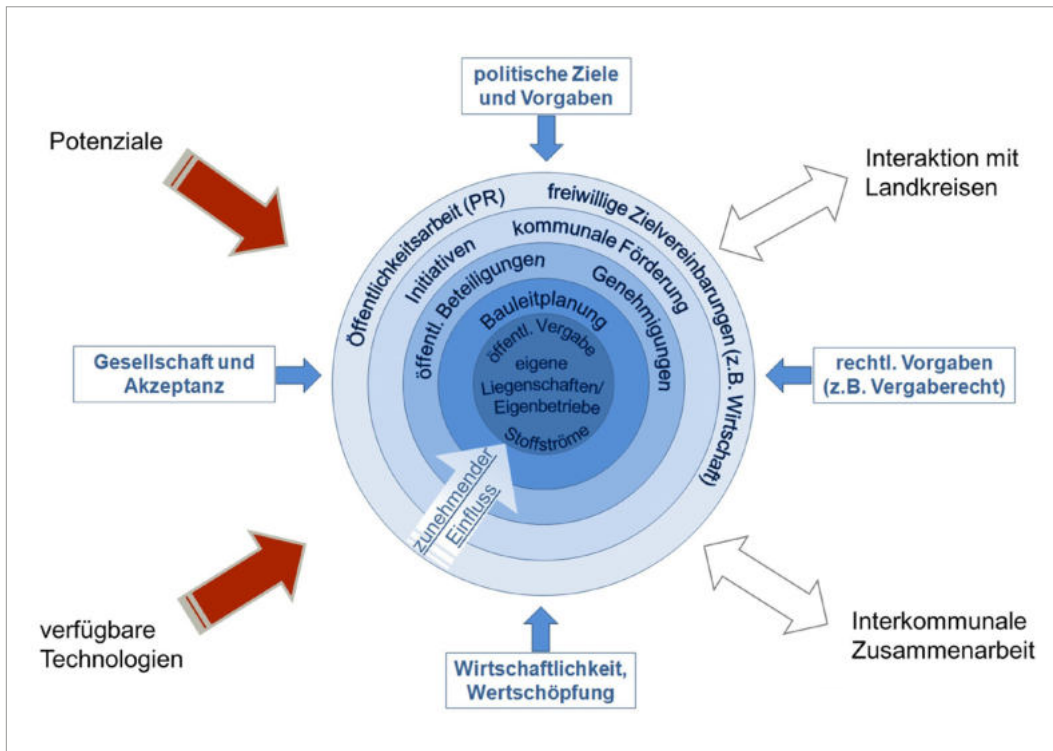 politische Ziele
und Vorgaben
Potenziale
Interaktion mit
Landkreisen
Öffentlichkeitsarbeit (PR)
freiwillige Zielvereinbarungen (z.B. Wirtschaft)
Initiativen
kommunale Förderung
öffentl. Beteiligungen
Genehmigungen
Bauleitplanung
öffentl. Vergabe
eigene
Liegenschaften/
Eigenbetriebe
Stoffströme
Gesellschaft und
Akzeptanz
rechtl. Vorgaben
(z.B. Vergaberecht)
zunehmender
Einfluss
verfügbare
Technologien
Interkommunale
Zusammenarbeit
Wirtschaftlichkeit,
Wertschöpfung